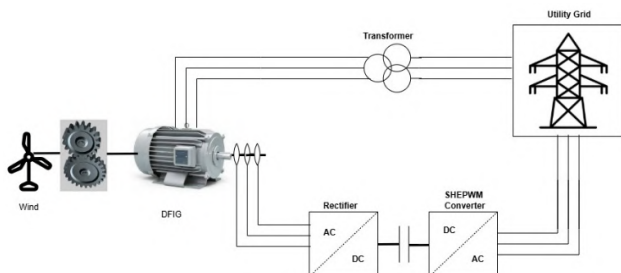 Utility Grid
Transformer
Wind
DFIG
Rectifier
AC
DC
SHEPWM
Converter
DC
AC